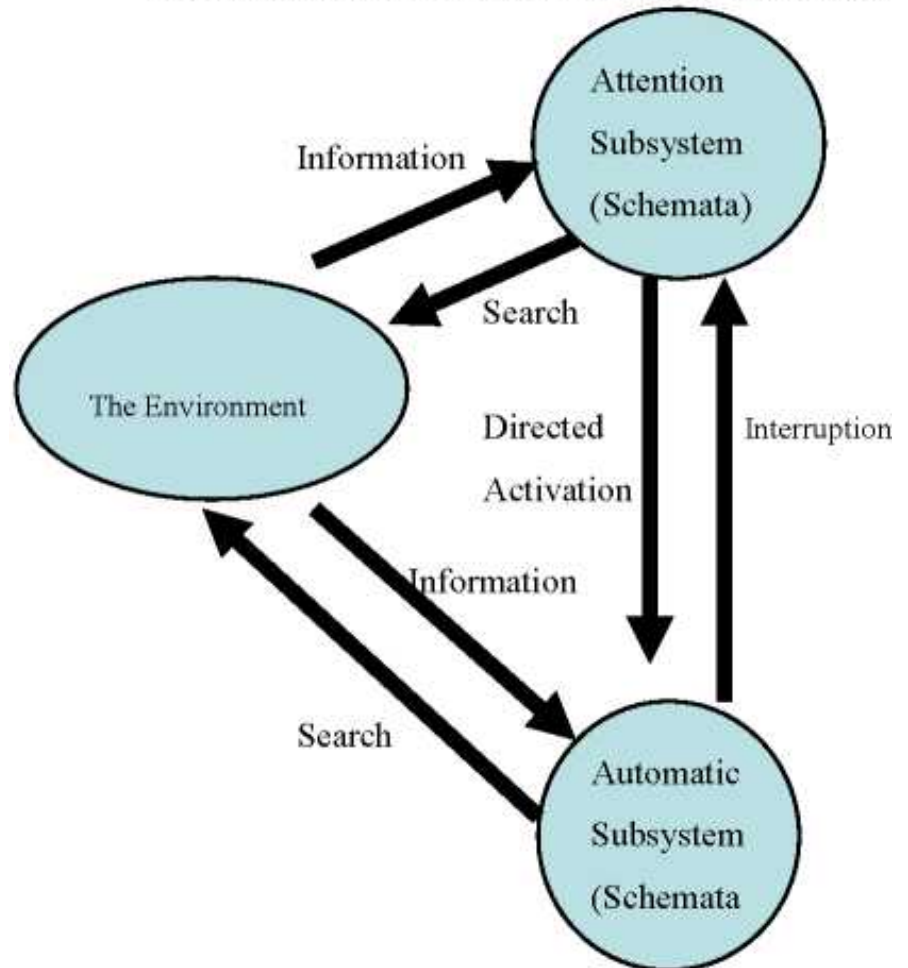 Attention
Subsystem
(Schemata)
Information
Search
The Environment
Directed
Activation
Interruption
Information
Search
Automatic
Subsystem
(Schemata